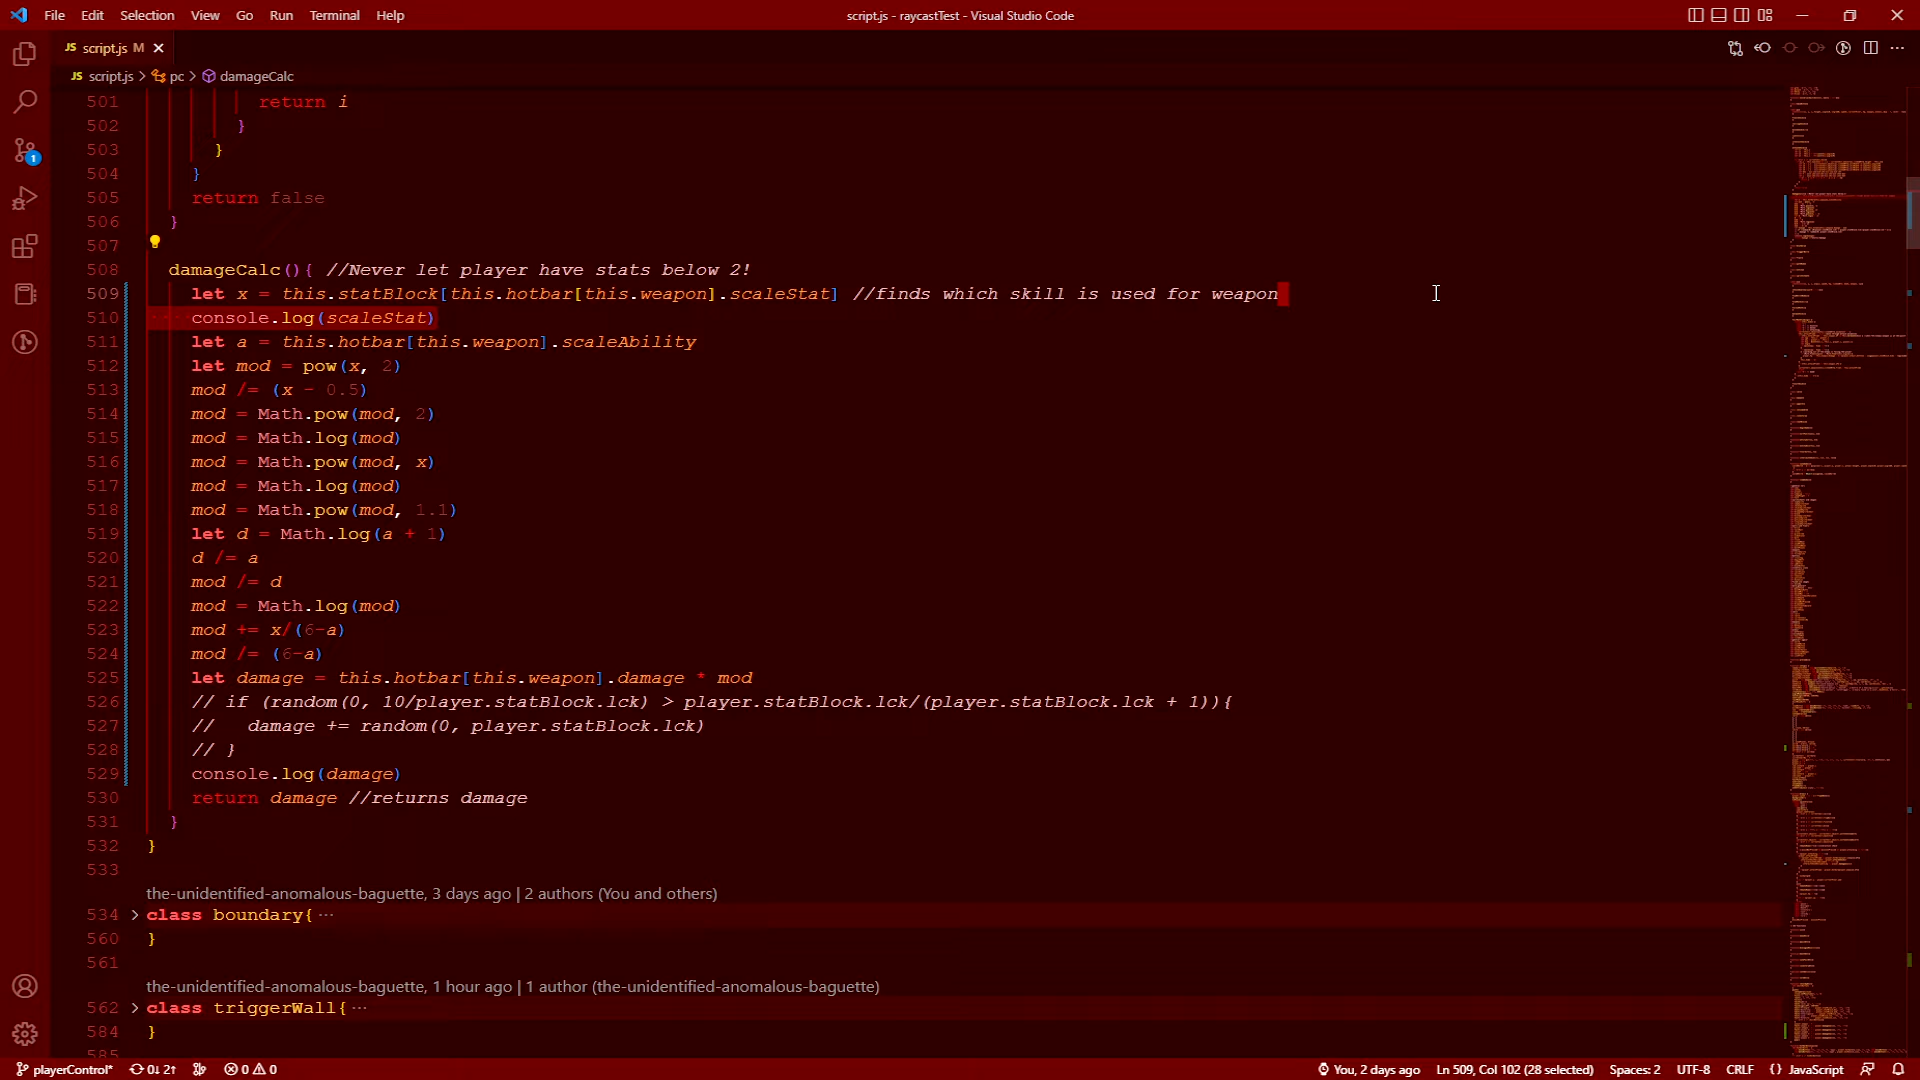 File Edit Selection View Go Run Terminal Help
script.js - raycastTest - Visual Studio Code
JS script.js M
JS script.js > pc > damageCalc
501 return i
502 }
503 }
504 }
505 return false
506 }
507
508 damageCalc(){ //Never let player have stats below 2!
509 let x = this.statBlock[this.hotbar[this.weapon].scaleStat] //finds which skill is used for weapon
510 console.log(scaleStat)
511 let a = this.hotbar[this.weapon].scaleAbility
512 let mod = pow(x, 2)
513 mod /= (x - 0.5)
514 mod = Math.pow(mod, 2)
515 mod = Math.log(mod)
516 mod = Math.pow(mod, x)
517 mod = Math.log(mod)
518 mod = Math.pow(mod, 1.1)
519 let d = Math.log(a + 1)
520 d /= a
521 mod /= d
522 mod = Math.log(mod)
523 mod += x/(6-a)
524 mod /= (6-a)
525 let damage = this.hotbar[this.weapon].damage * mod
526 // if (random(0, 10/player.statBlock.lck) > player.statBlock.lck/(player.statBlock.lck + 1)){
527 // damage += random(0, player.statBlock.lck)
528 // }
529 console.log(damage)
530 return damage //returns damage
531 }
532 }
533
the-unidentified-anomalous-baguette, 3 days ago | 2 authors (You and others)
534 class boundary{ ···
560 }
561
the-unidentified-anomalous-baguette, 1 hour ago | 1 author (the-unidentified-anomalous-baguette)
562 class triggerWall{ ···
584 }
585
1
playerControl* 0↓ 2↑ 0 0
You, 2 days ago Ln 509, Col 102 (28 selected) Spaces: 2 UTF-8 CRLF {} JavaScript